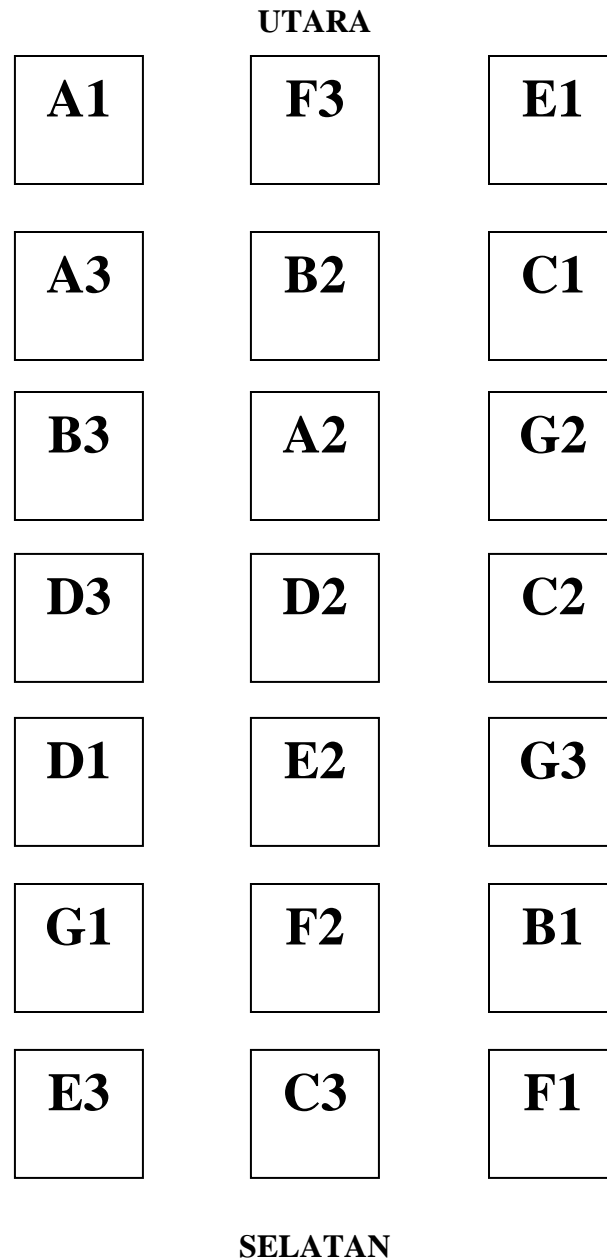 UTARA
A1 F3 E1
A3 B2 C1
B3 A2 G2
D3 D2 C2
D1 E2 G3
G1 F2 B1
E3 C3 F1
SELATAN